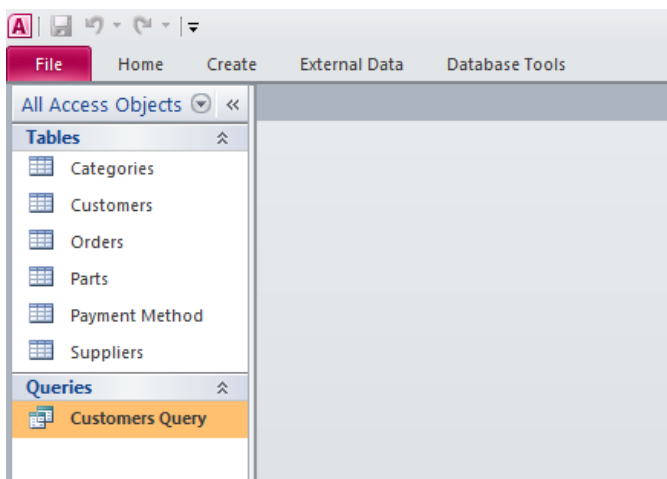 A
File Home Create External Data Database Tools
All Access Objects «
Tables
Categories
Customers
Orders
Parts
Payment Method
Suppliers
Queries
Customers Query